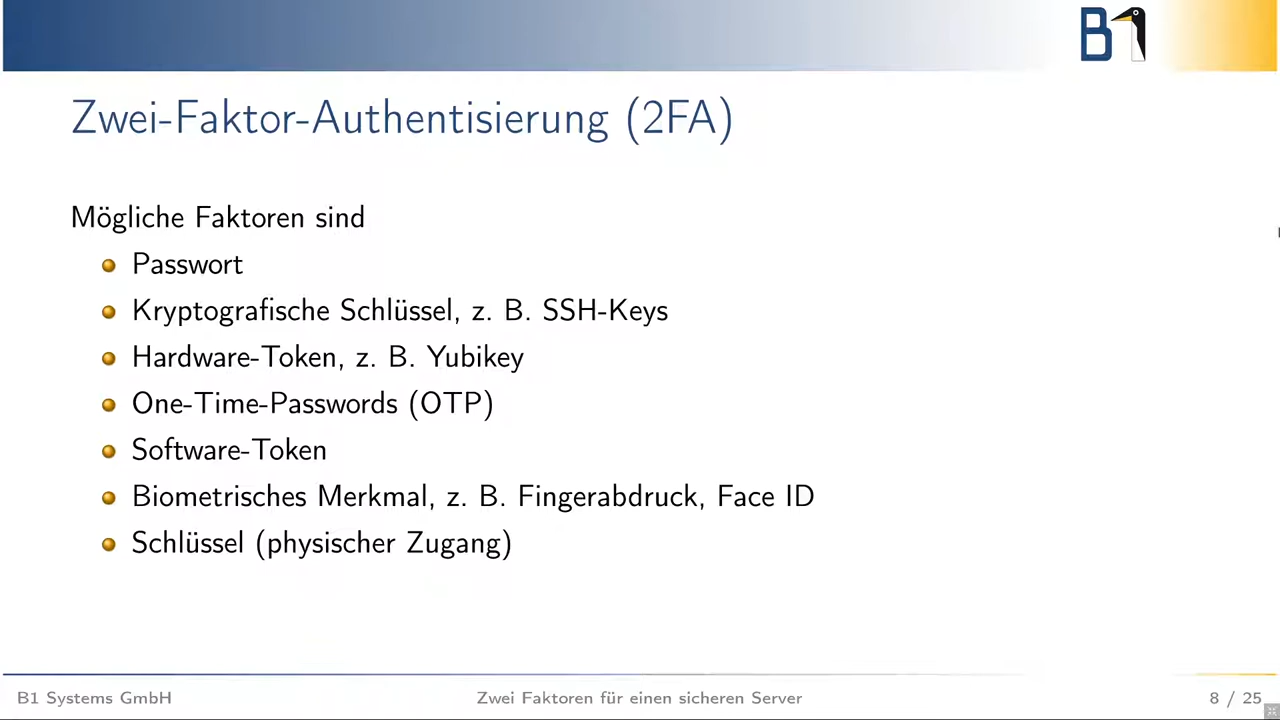 B1
Zwei-Faktor-Authentisierung (2FA)
Mögliche Faktoren sind
Passwort
Kryptografische Schlüssel, z. B. SSH-Keys
Hardware-Token, z. B. Yubikey
One-Time-Passwords (OTP)
Software-Token
Biometrisches Merkmal, z. B. Fingerabdruck, Face ID
Schlüssel (physischer Zugang)
B1 Systems GmbH
Zwei Faktoren für einen sicheren Server
8 / 25